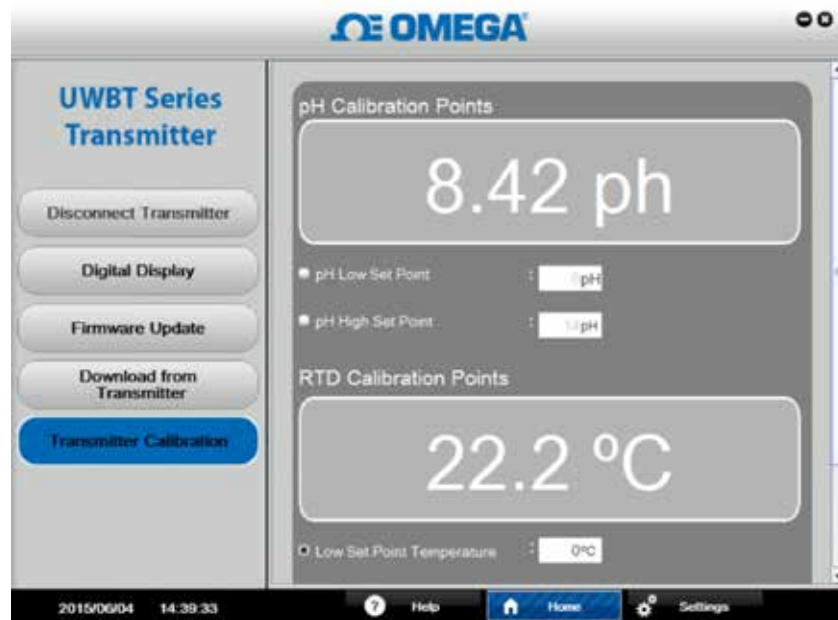 OMEGA
UWBT Series
Transmitter
Disconnect Transmitter
Digital Display
Firmware Update
Download from
Transmitter
Transmitter Calibration
pH Calibration Points
8.42 ph
pH Low Set Point : 0pH
pH High Set Point : 14pH
RTD Calibration Points
22.2 ºC
Low Set Point Temperature : 0ºC
2015/06/04 14:39:33
? Help
Home
Settings